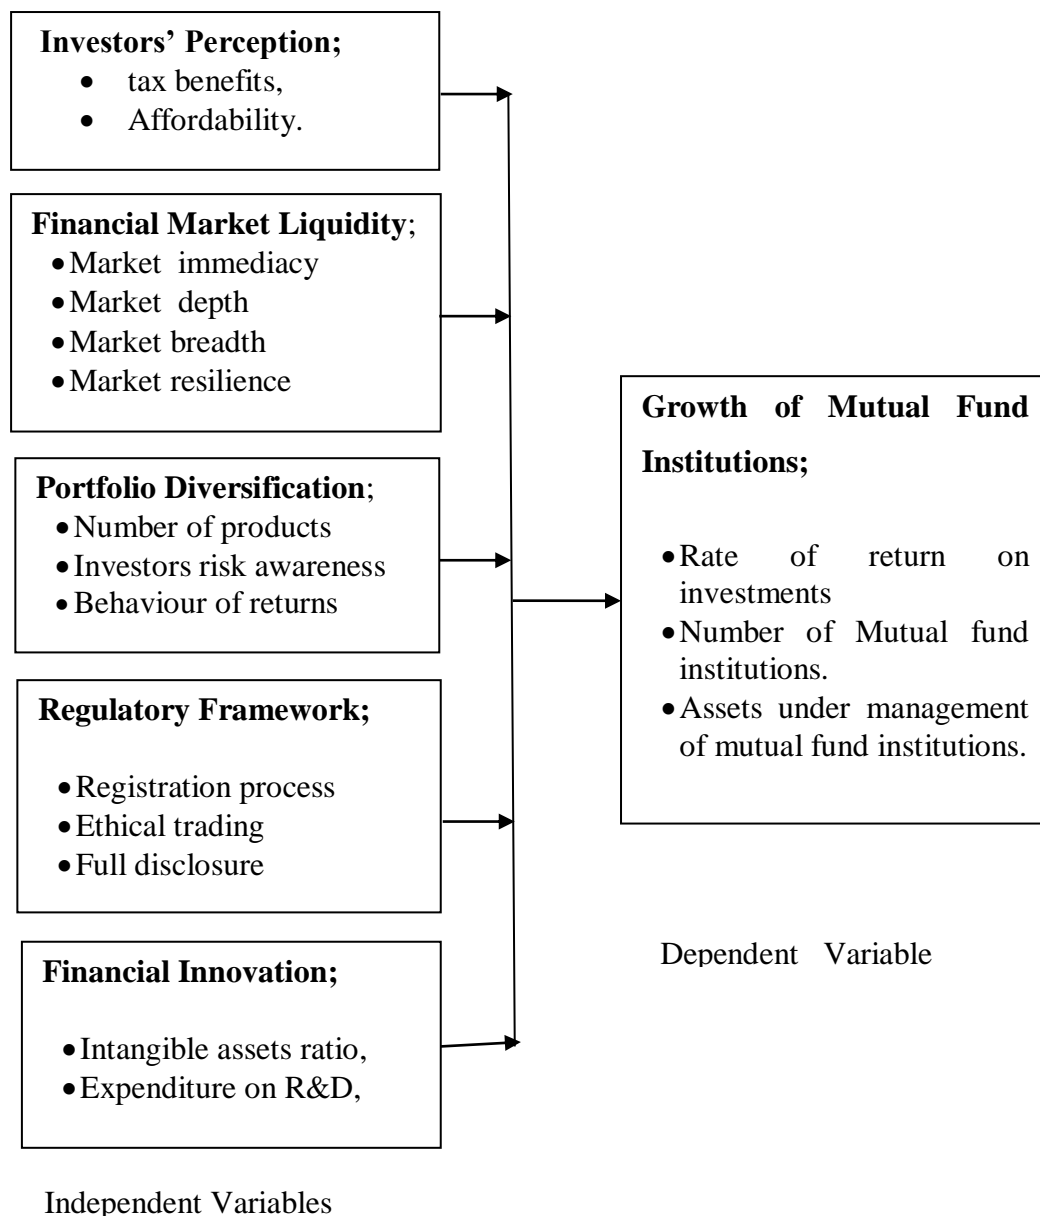 Investors’ Perception;
• tax benefits,
• Affordability.
Financial Market Liquidity;
• Market immediacy
• Market depth
• Market breadth
• Market resilience
Portfolio Diversification;
• Number of products
• Investors risk awareness
• Behaviour of returns
Regulatory Framework;
• Registration process
• Ethical trading
• Full disclosure
Financial Innovation;
• Intangible assets ratio,
• Expenditure on R&D,
Independent Variables
Growth of Mutual Fund
Institutions;
• Rate of return on
investments
• Number of Mutual fund
institutions.
• Assets under management
of mutual fund institutions.
Dependent Variable